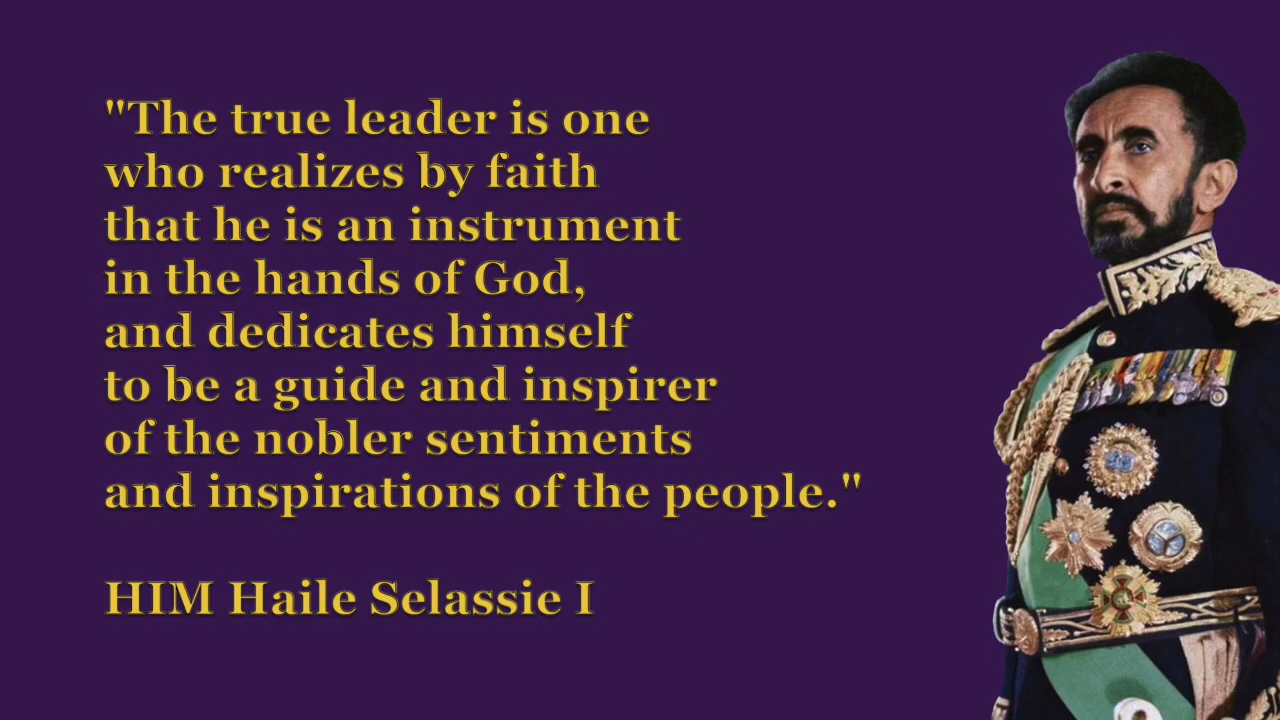 "The true leader is one
who realizes by faith
that he is an instrument
in the hands of God,
and dedicates himself
to be a guide and inspirer
of the nobler sentiments
and inspirations of the people."
HIM Haile Selassie I